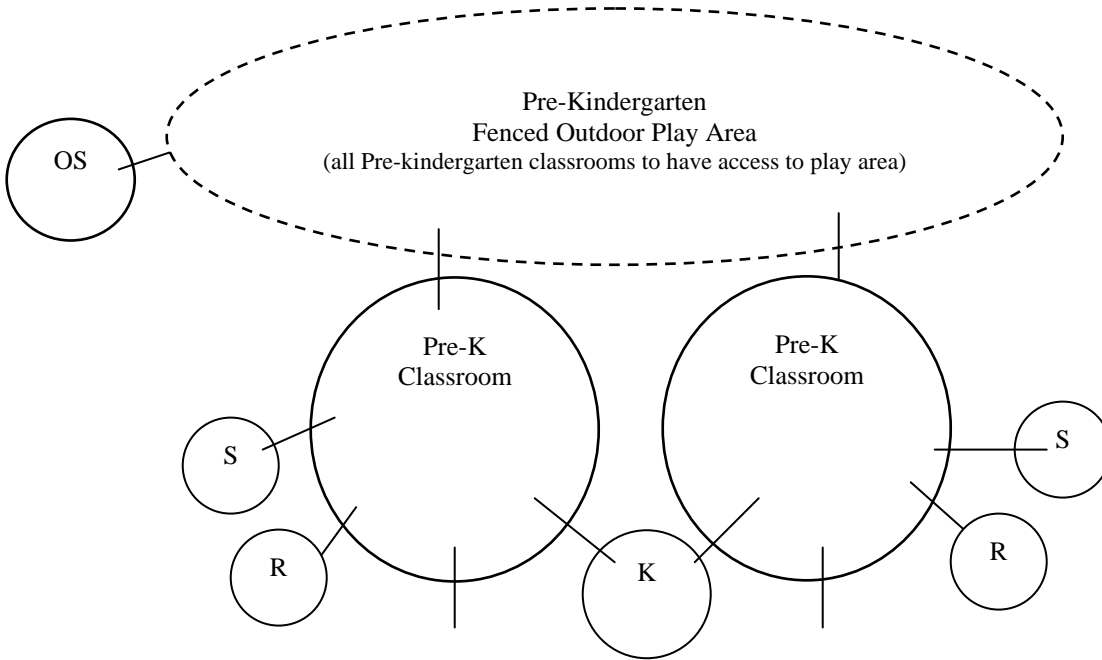 Pre-Kindergarten
Fenced Outdoor Play Area
(all Pre-kindergarten classrooms to have access to play area)
OS
Pre-K
Classroom
Pre-K
Classroom
S
S
R
K
R